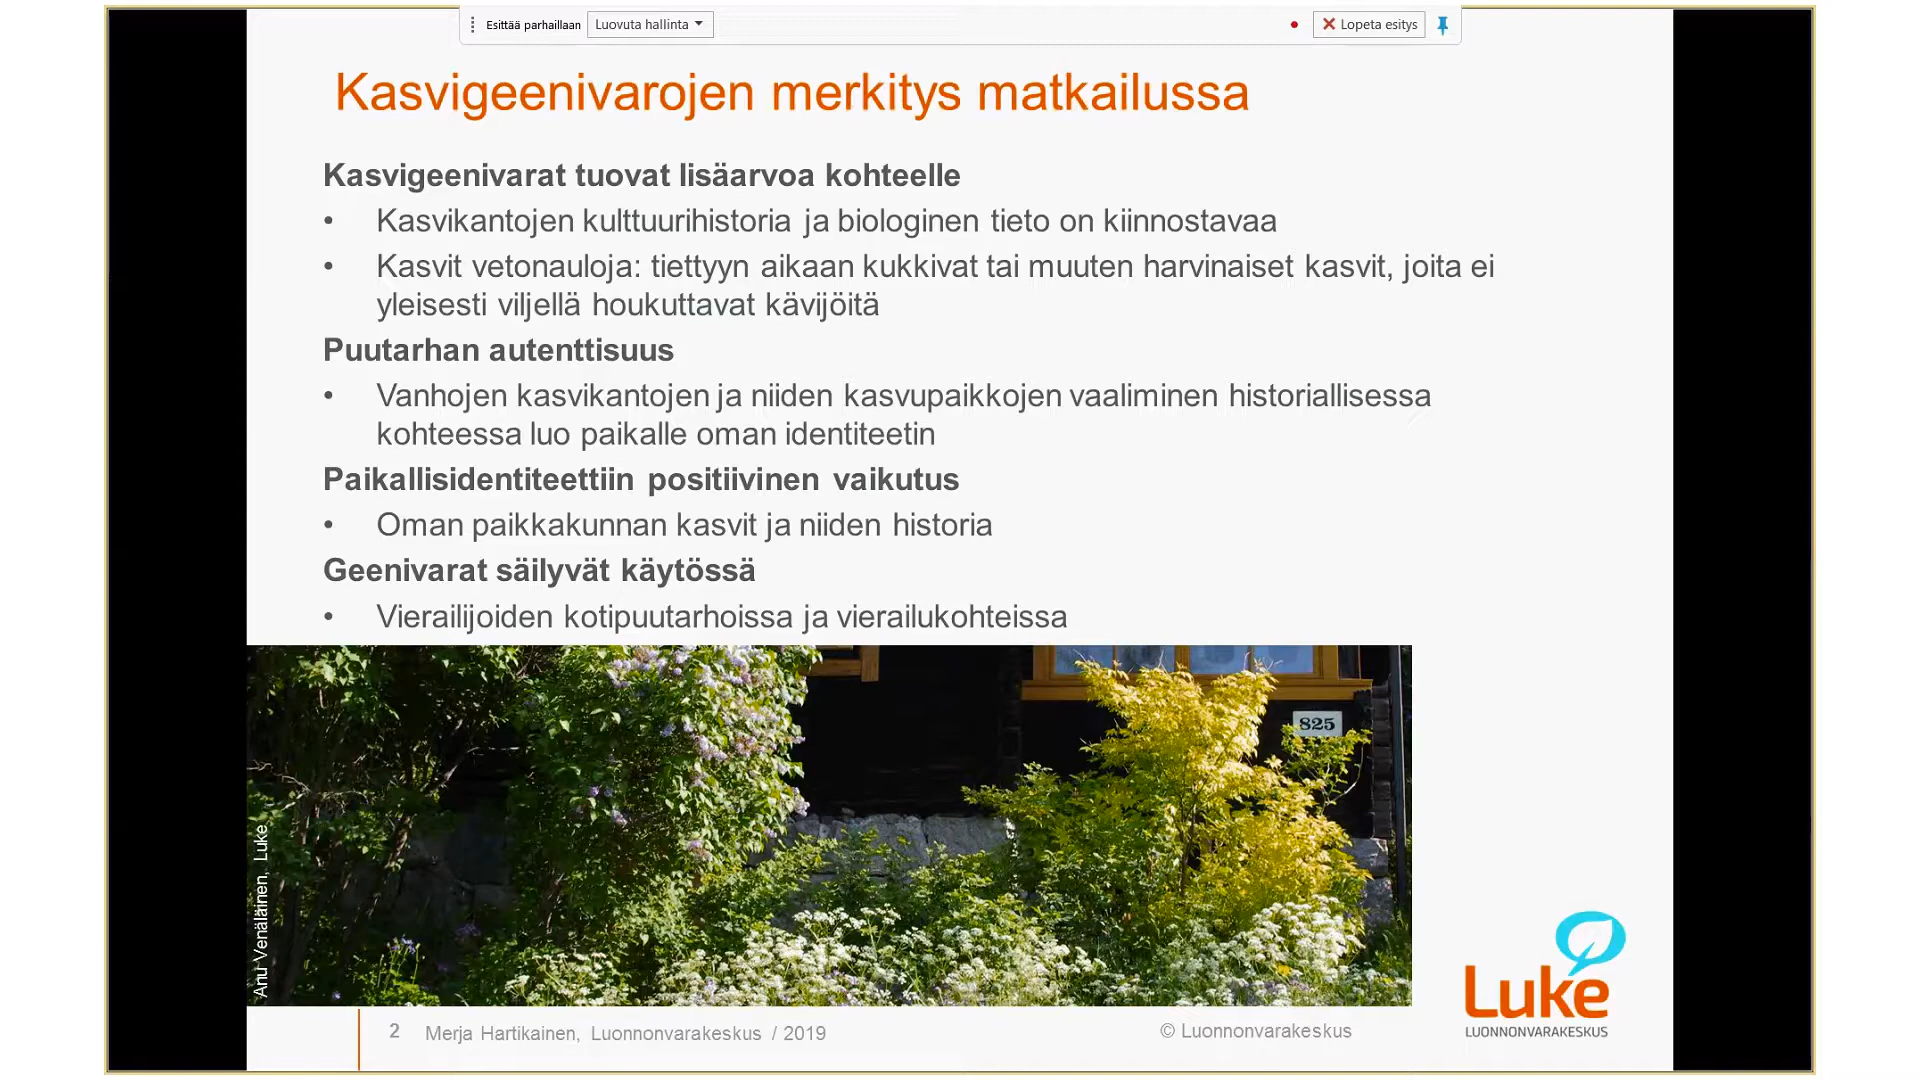 Esittää parhaillaan Luovuta hallinta Lopeta esitys
Kasvigeenivarojen merkitys matkailussa
Kasvigeenivarat tuovat lisäarvoa kohteelle
• Kasvikantojen kulttuurihistoria ja biologinen tieto on kiinnostavaa
• Kasvit vetonauloja: tiettyyn aikaan kukkivat tai muuten harvinaiset kasvit, joita ei
yleisesti viljellä houkuttavat kävijöitä
Puutarhan autenttisuus
• Vanhojen kasvikantojen ja niiden kasvupaikkojen vaaliminen historiallisessa
kohteessa luo paikalle oman identiteetin
Paikallisidentiteettiin positiivinen vaikutus
• Oman paikkakunnan kasvit ja niiden historia
Geenivarat säilyvät käytössä
• Vierailijoiden kotipuutarhoissa ja vierailukohteissa
825
Anu Venäläinen, Luke
Luke
LUONNONVARAKESKUS
2 Merja Hartikainen, Luonnonvarakeskus / 2019
© Luonnonvarakeskus